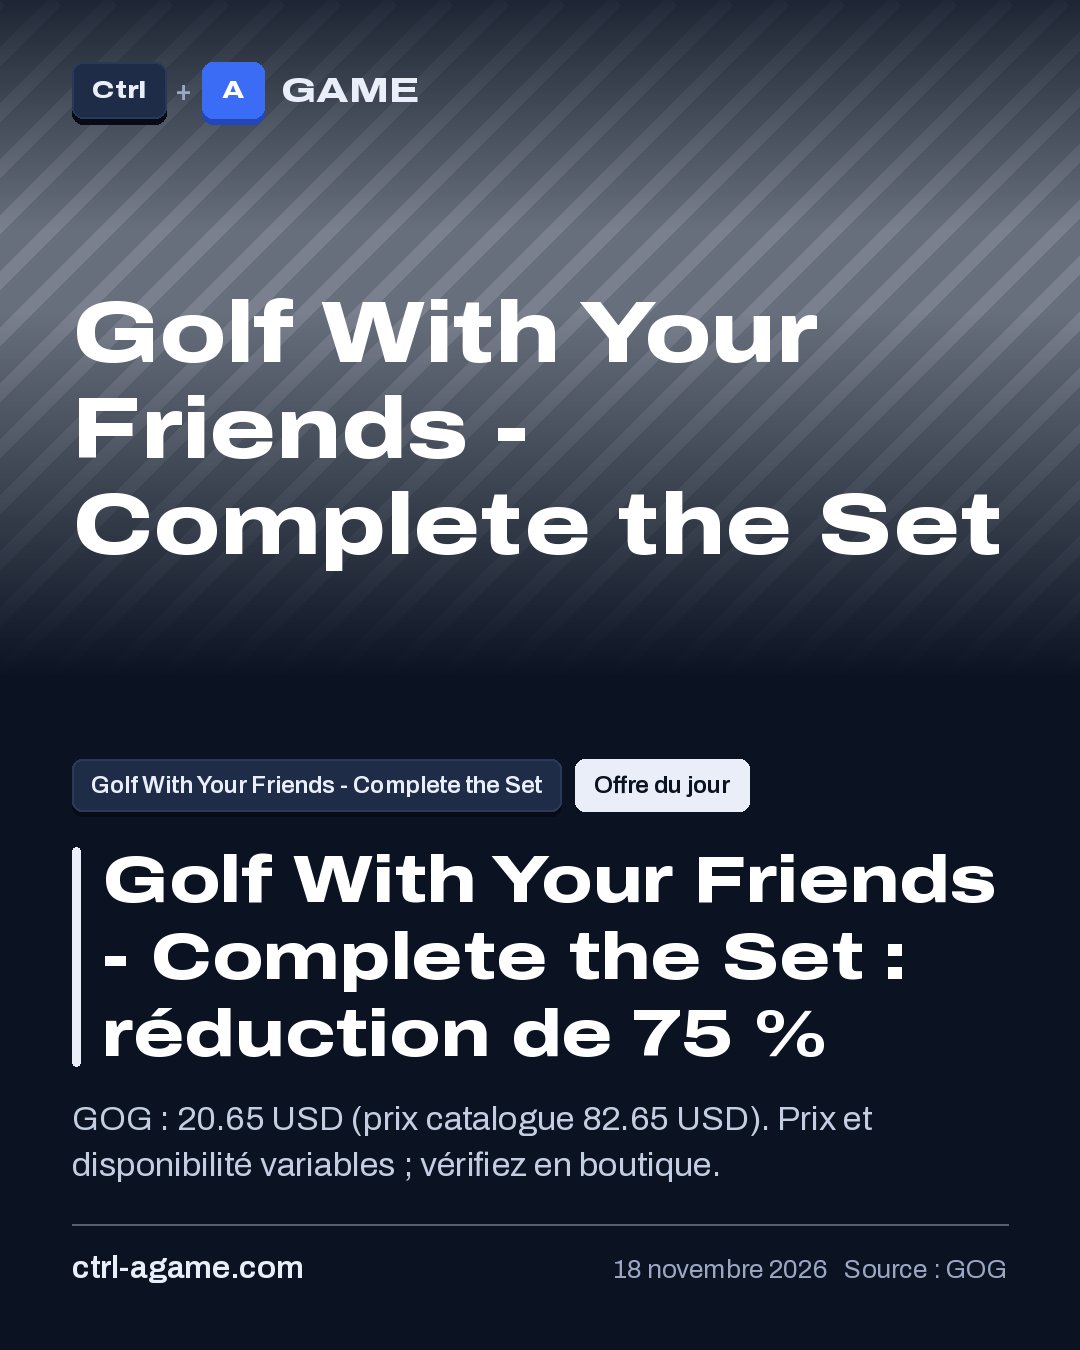 Ctrl + A GAME
Golf With Your
Friends -
Complete the Set
Golf With Your Friends - Complete the Set
Offre du jour
Golf With Your Friends
- Complete the Set :
réduction de 75 %
GOG : 20.65 USD (prix catalogue 82.65 USD). Prix et
disponibilité variables ; vérifiez en boutique.
ctrl-agame.com
18 novembre 2026 Source : GOG